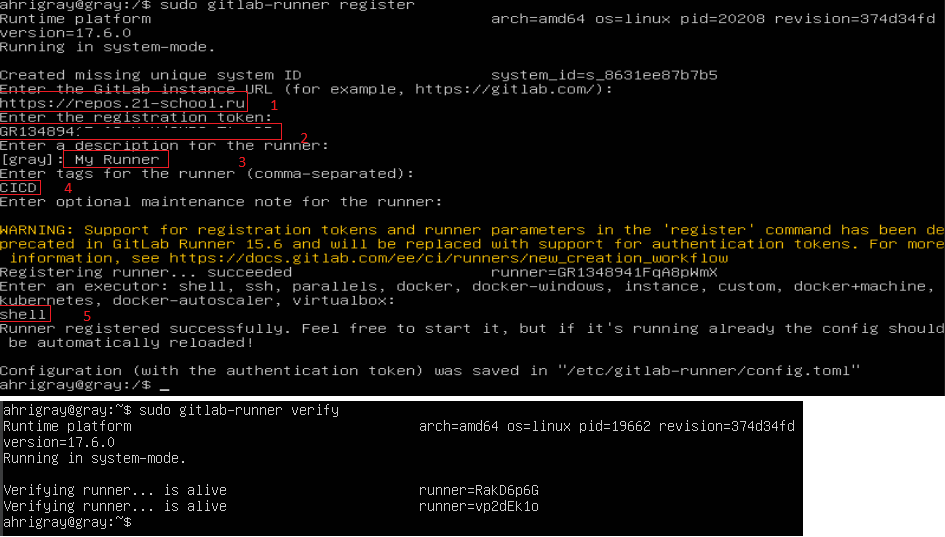 ahrigray@gray:/$ sudo gitlab-runner register
Runtime platform arch=amd64 os=linux pid=20208 revision=374d34fd
version=17.6.0
Running in system-mode.
Created missing unique system ID system_id=s_8631ee87b7b5
Enter the GitLab instance URL (for example, https://gitlab.com/):
https://repos.21-school.ru 1
Enter the registration token:
GR134894 2
Enter a description for the runner:
[gray]: My Runner 3
Enter tags for the runner (comma-separated):
CICD 4
Enter optional maintenance note for the runner:
WARNING: Support for registration tokens and runner parameters in the 'register' command has been de
precated in GitLab Runner 15.6 and will be replaced with support for authentication tokens. For more
information, see https://docs.gitlab.com/ee/ci/runners/new_creation_workflow
Registering runner... succeeded runner=GR1348941FqA8pWmX
Enter an executor: shell, ssh, parallels, docker, docker-windows, instance, custom, docker+machine,
kubernetes, docker-autoscaler, virtualbox:
shell 5
Runner registered successfully. Feel free to start it, but if it's running already the config should
be automatically reloaded!
Configuration (with the authentication token) was saved in "/etc/gitlab-runner/config.toml"
ahrigray@gray:/$ _
ahrigray@gray:~$ sudo gitlab-runner verify
Runtime platform arch=amd64 os=linux pid=19662 revision=374d34fd
version=17.6.0
Running in system-mode.
Verifying runner... is alive runner=RakD6p6G
Verifying runner... is alive runner=vp2dEk1o
ahrigray@gray:~$